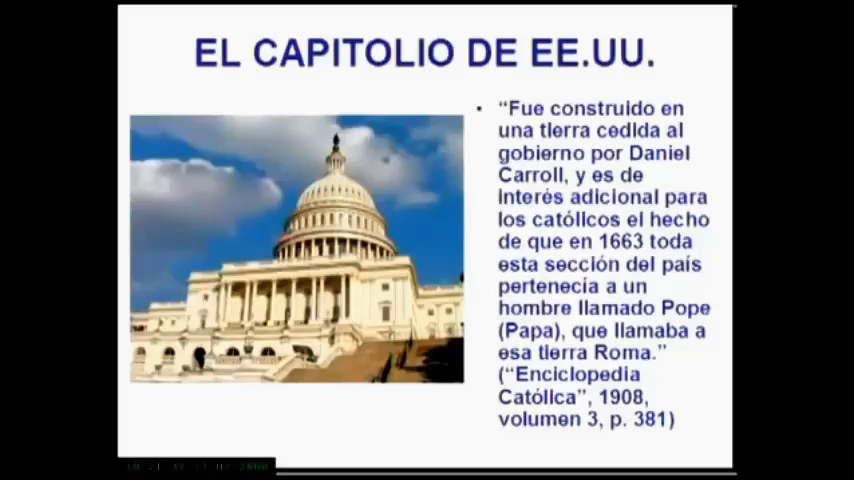 EL CAPITOLIO DE EE.UU.
• “Fue construido en
una tierra cedida al
gobierno por Daniel
Carroll, y es de
interés adicional para
los católicos el hecho
de que en 1663 toda
esta sección del país
pertenecía a un
hombre llamado Pope
(Papa), que llamaba a
esa tierra Roma.”
(“Enciclopedia
Católica”, 1908,
volumen 3, p. 381)